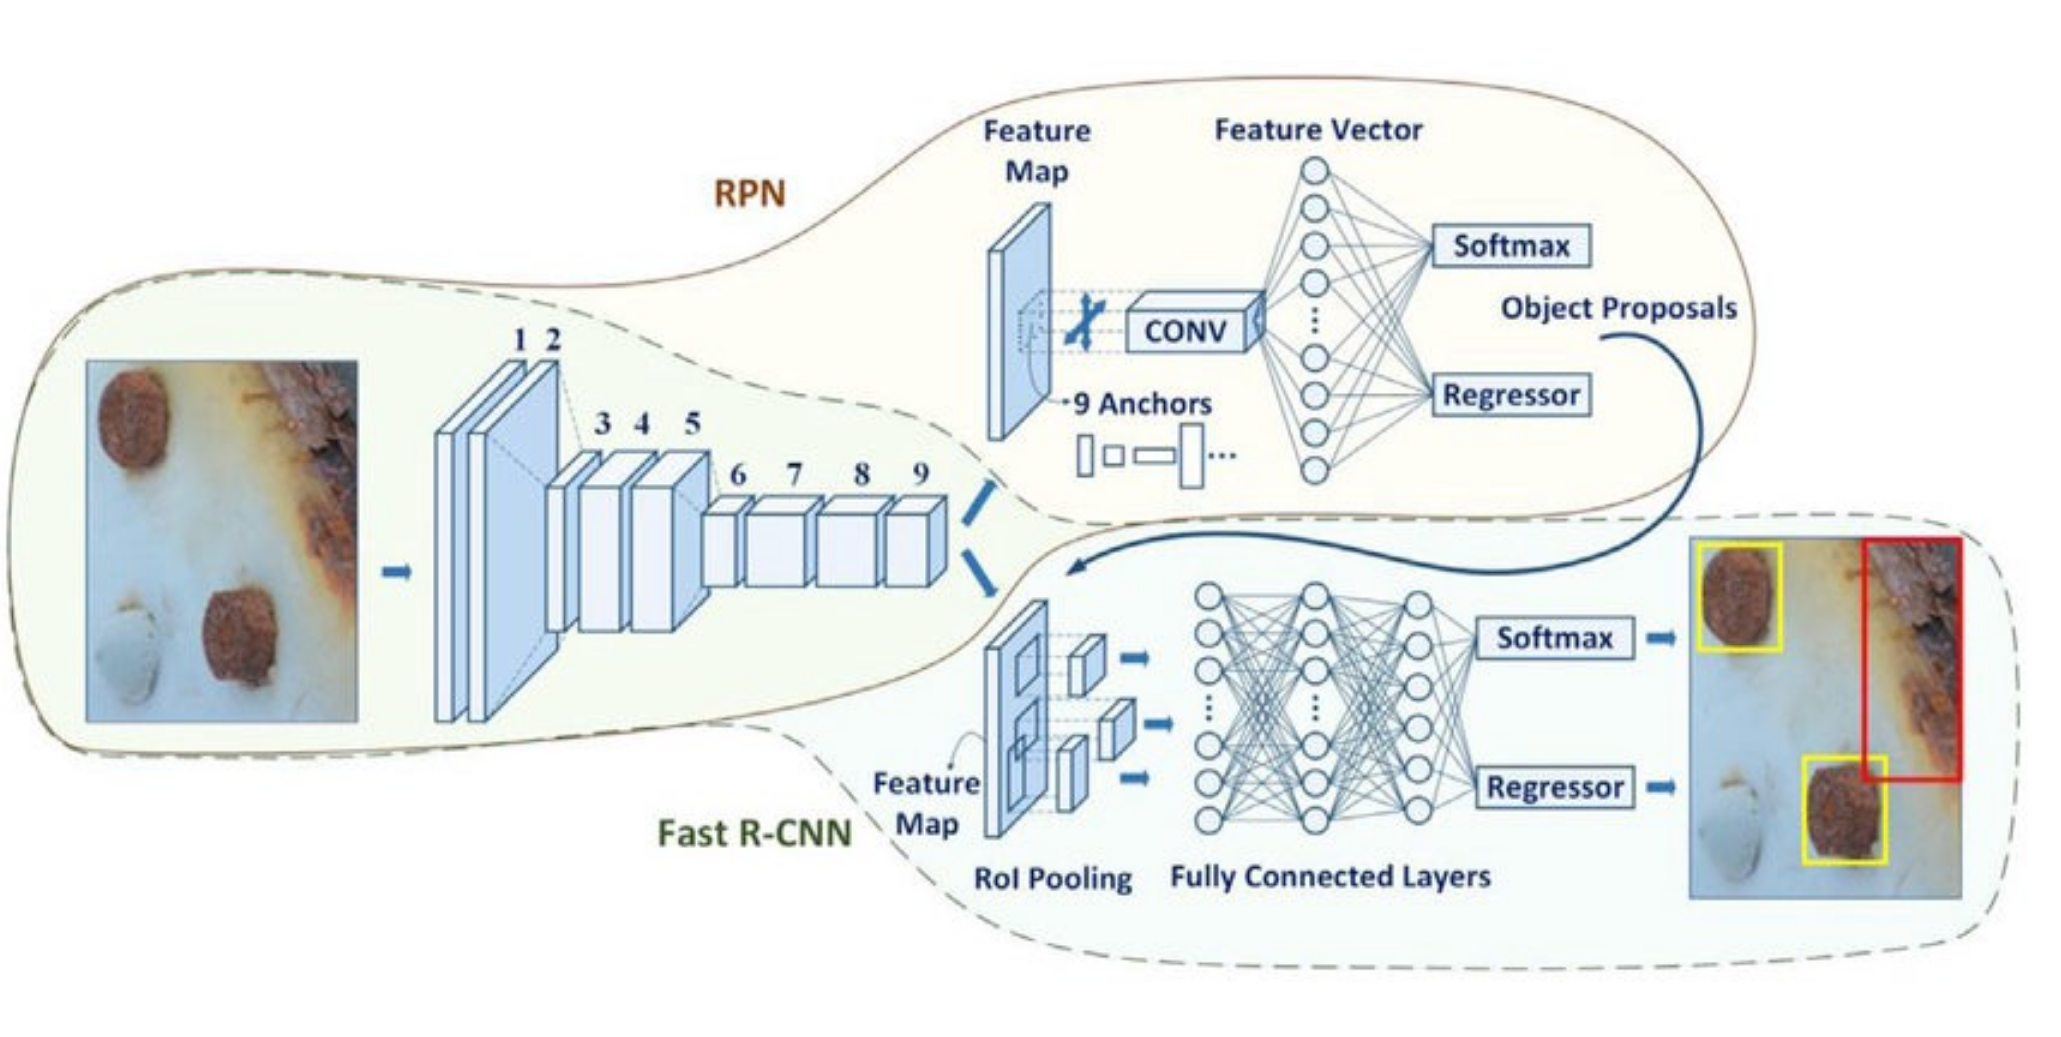 Feature
Map
Feature Vector
RPN
Softmax
Object Proposals
CONV
1 2
9 Anchors
Regressor
3 4 5
6 7 8 9
Softmax
Feature
Map
Regressor
Fast R-CNN
RoI Pooling
Fully Connected Layers